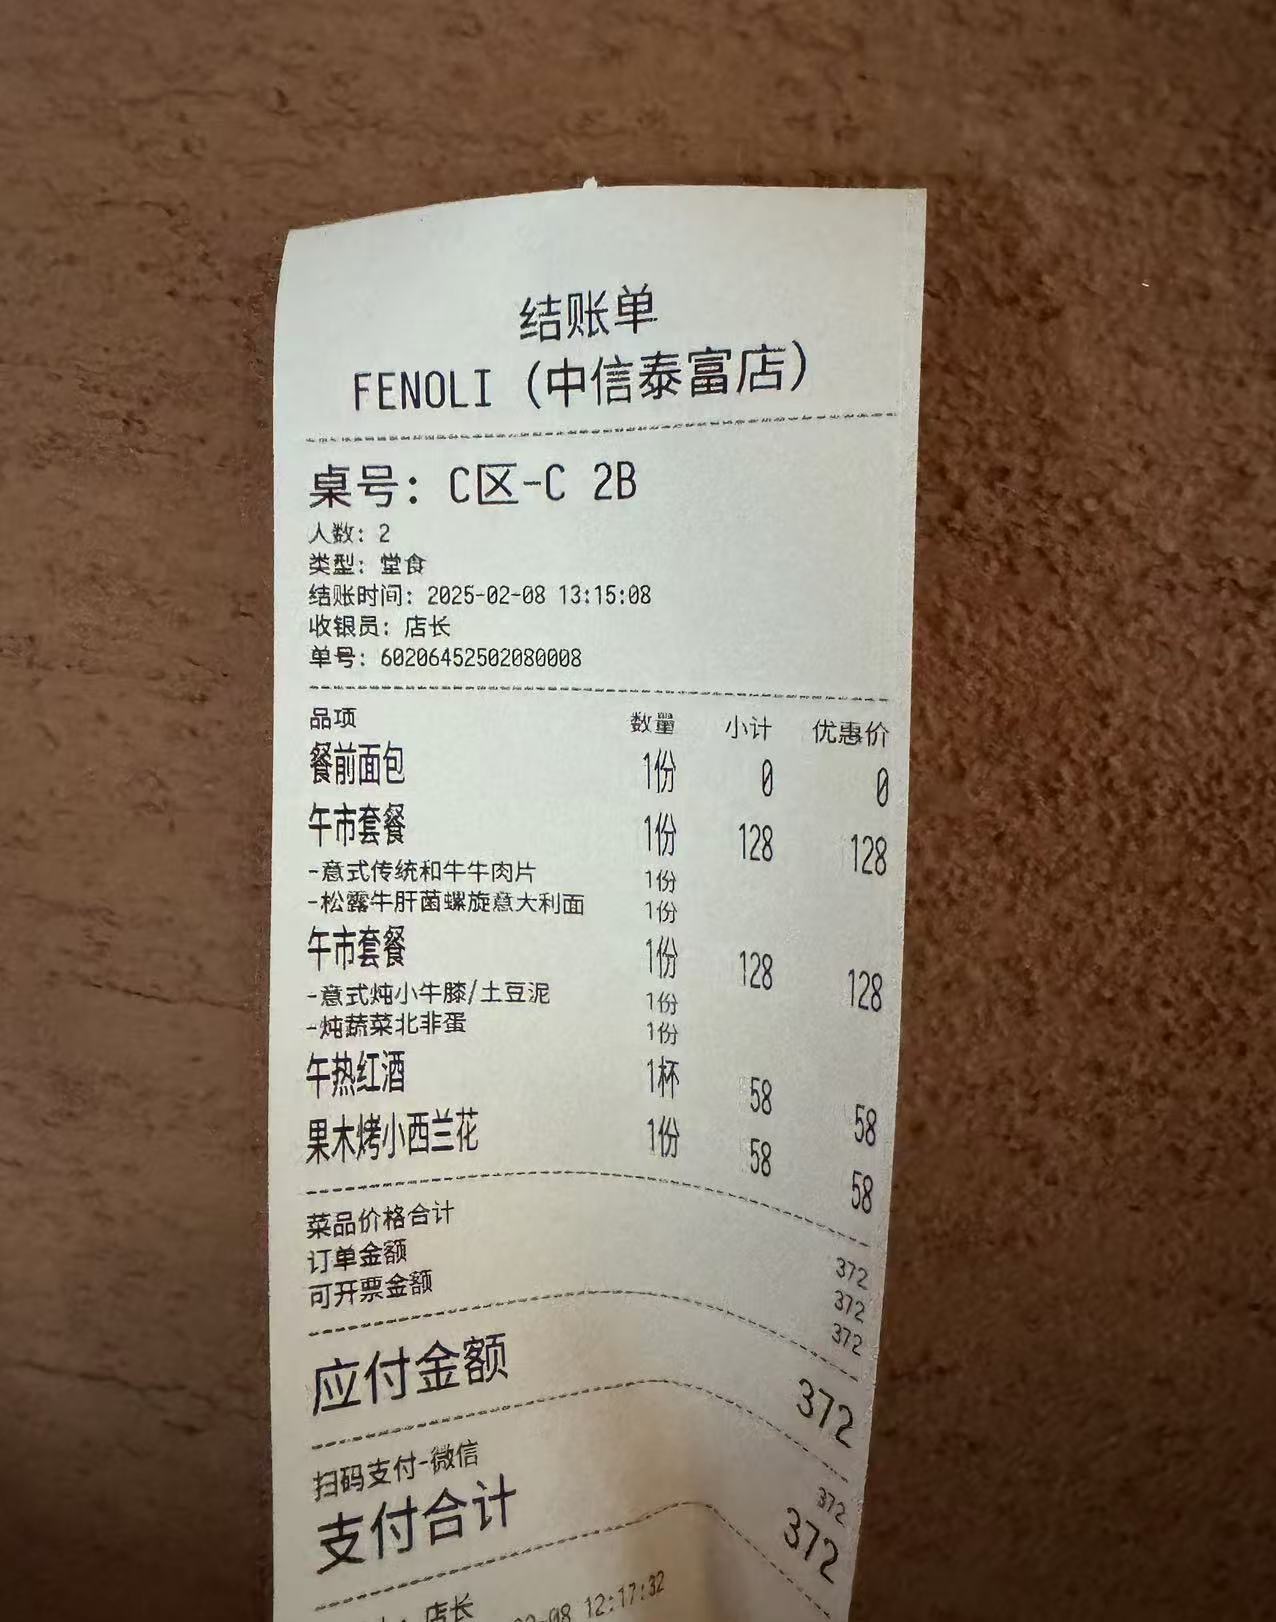 结账单
FENOLI (中信泰富店)
桌号: C区-C 2B
人数: 2
类型: 堂食
结账时间: 2025-02-08 13:15:08
收银员: 店长
单号: 60206452502080008
品项 数量 小计 优惠价
餐前面包 1份 0 0
午市套餐 1份 128 128
-意式传统和牛牛肉片 1份
-松露牛肝菌螺旋意大利面 1份
午市套餐 1份 128 128
-意式炖小牛膝/土豆泥 1份
-炖蔬菜北非蛋 1份
午热红酒 1杯 58 58
果木烤小西兰花 1份 58 58
菜品价格合计 372
订单金额 372
可开票金额 372
应付金额 372
扫码支付-微信 372
支付合计 372
店长
-08 12:17:32